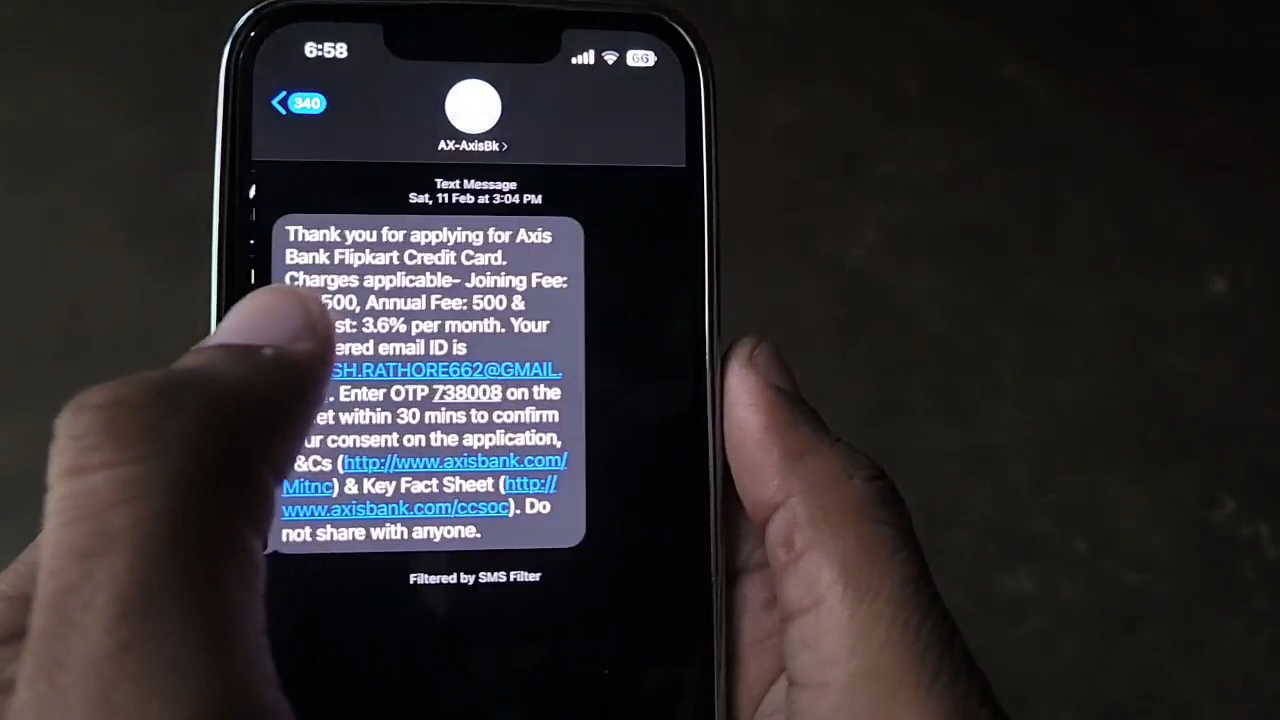 6:58
66
340
AX-AxisBk >
Text Message
Sat, 11 Feb at 3:04 PM
Thank you for applying for Axis
Bank Flipkart Credit Card.
Charges applicable- Joining Fee:
500, Annual Fee: 500 &
3.6% per month. Your
email ID is
SH.RATHORE662@GMAIL.
. Enter OTP 738008 on the
within 30 mins to confirm
consent on the application,
&Cs (http://www.axisbank.com/
Mitnc) & Key Fact Sheet (http://
www.axisbank.com/ccsoc). Do
not share with anyone.
Filtered by SMS Filter